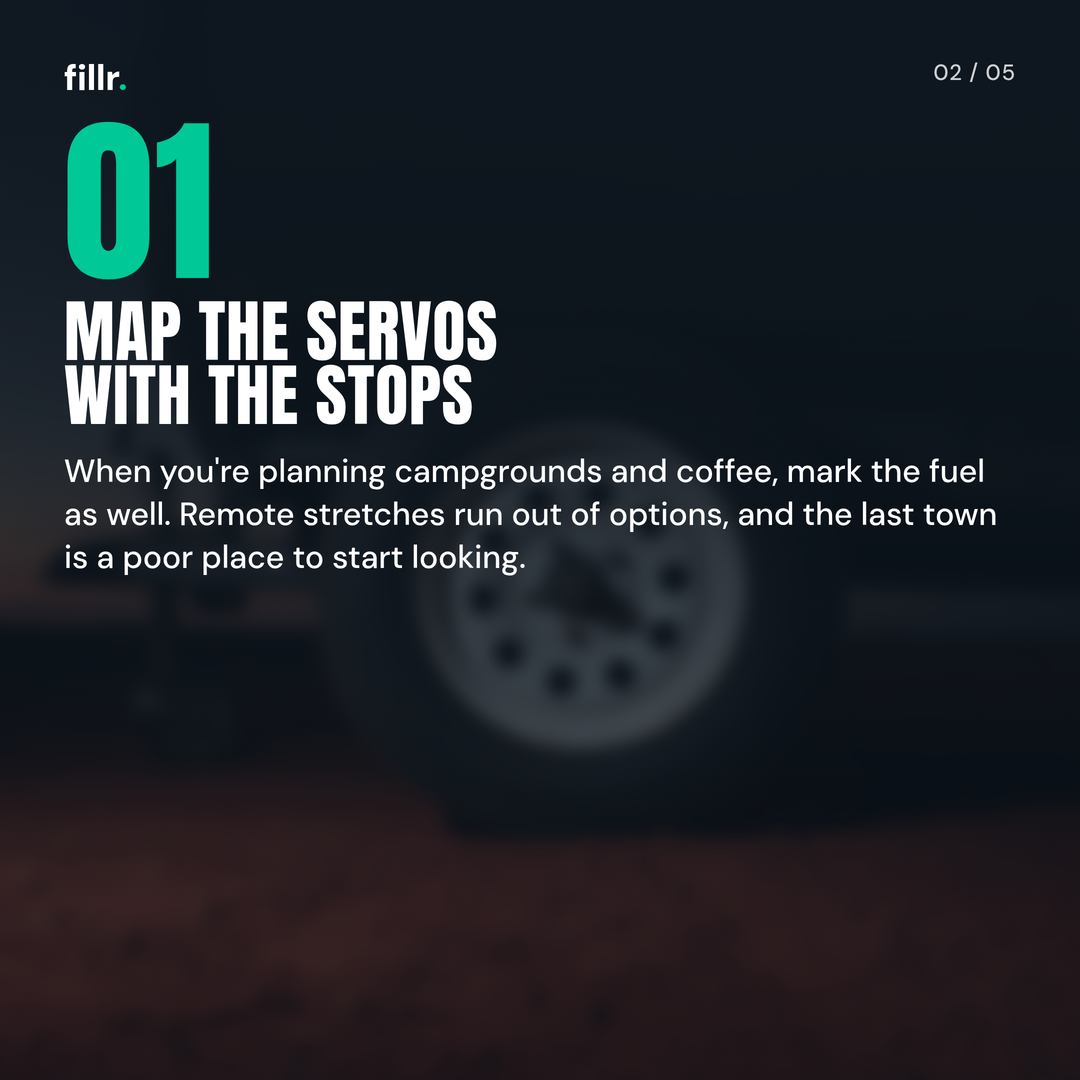 fillr.
02 / 05
01
MAP THE SERVOS
WITH THE STOPS
When you're planning campgrounds and coffee, mark the fuel
as well. Remote stretches run out of options, and the last town
is a poor place to start looking.